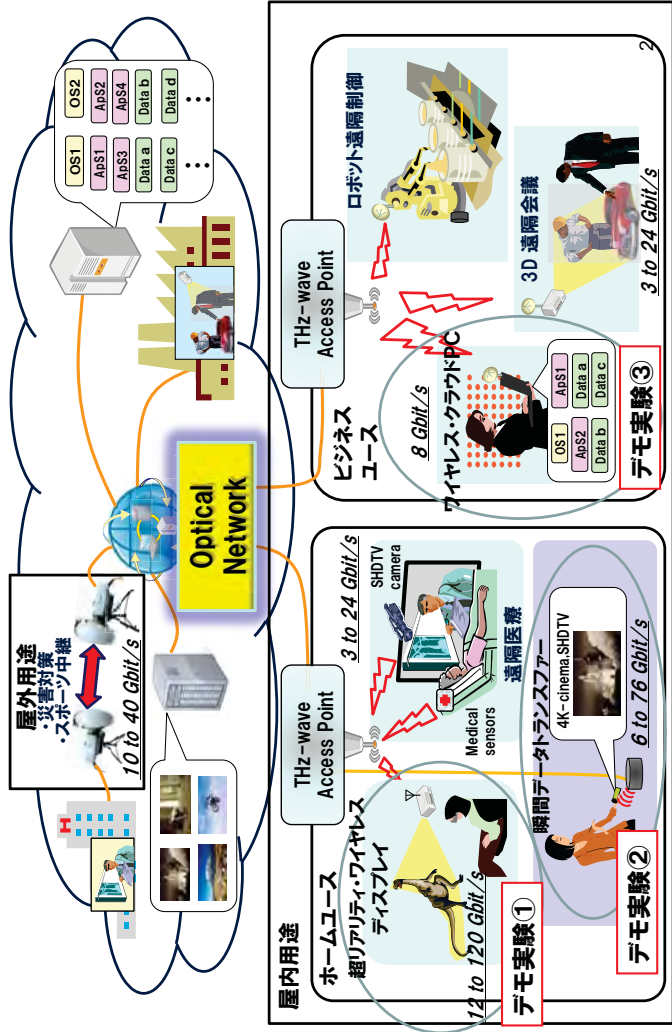 屋外用途
・災害対策
・スポーツ中継
10 to 40 Gbit/s
H
Optical
Network
OS1
OS2
ApS1
ApS2
ApS3
ApS4
Data a
Data b
Data c
Data d
屋内用途
ホームユース
超リアリティ・ワイヤレス
ディスプレイ
12 to 120 Gbit/s
デモ実験①
THz-wave
Access Point
3 to 24 Gbit/s
SHDTV
camera
Medical
sensors
遠隔医療
瞬間データトランスファー
4K-cinema,SHDTV
6 to 76 Gbit/s
デモ実験②
ビジネス
ユース
THz-wave
Access Point
8 Gbit/s
ワイヤレス・クラウドPC
OS1
ApS1
ApS2
Data a
Data b
Data c
デモ実験③
ロボット遠隔制御
3D 遠隔会議
3 to 24 Gbit/s
2